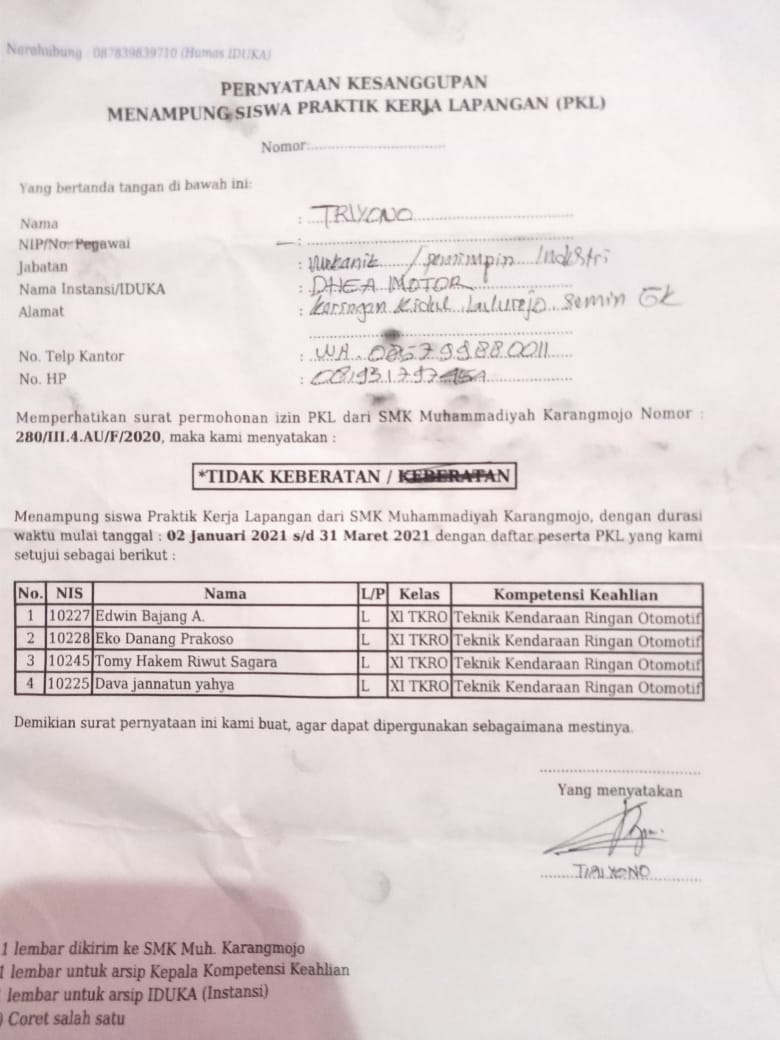 Narahubung : 087839839710 (Humas IDUKA)
PERNYATAAN KESANGGUPAN
MENAMPUNG SISWA PRAKTIK KERJA LAPANGAN (PKL)
Nomor:
Yang bertanda tangan di bawah ini:
Nama : TRIYONO
NIP/No. Pegawai :
Jabatan : Mekanik / pemimpin Industri
Nama Instansi/IDUKA : DHEA MOTOR
Alamat : Kidul Semin GK
No. Telp Kantor : WA. 085799880011
No. HP :
Memperhatikan surat permohonan izin PKL dari SMK Muhammadiyah Karangmojo Nomor :
280/III.4.AU/F/2020, maka kami menyatakan :
*TIDAK KEBERATAN / KEBERATAN
Menampung siswa Praktik Kerja Lapangan dari SMK Muhammadiyah Karangmojo, dengan durasi
waktu mulai tanggal : 02 Januari 2021 s/d 31 Maret 2021 dengan daftar peserta PKL yang kami
setujui sebagai berikut :
No. NIS Nama L/P Kelas Kompetensi Keahlian
1 10227 Edwin Bajang A. L XI TKRO Teknik Kendaraan Ringan Otomotif
2 10228 Eko Danang Prakoso L XI TKRO Teknik Kendaraan Ringan Otomotif
3 10245 Tomy Hakem Riwut Sagara L XI TKRO Teknik Kendaraan Ringan Otomotif
4 10225 Dava jannatun yahya L XI TKRO Teknik Kendaraan Ringan Otomotif
Demikian surat pernyataan ini kami buat, agar dapat dipergunakan sebagaimana mestinya.
Yang menyatakan
TRIYONO
1 lembar dikirim ke SMK Muh. Karangmojo
1 lembar untuk arsip Kepala Kompetensi Keahlian
lembar untuk arsip IDUKA (Instansi)
) Coret salah satu